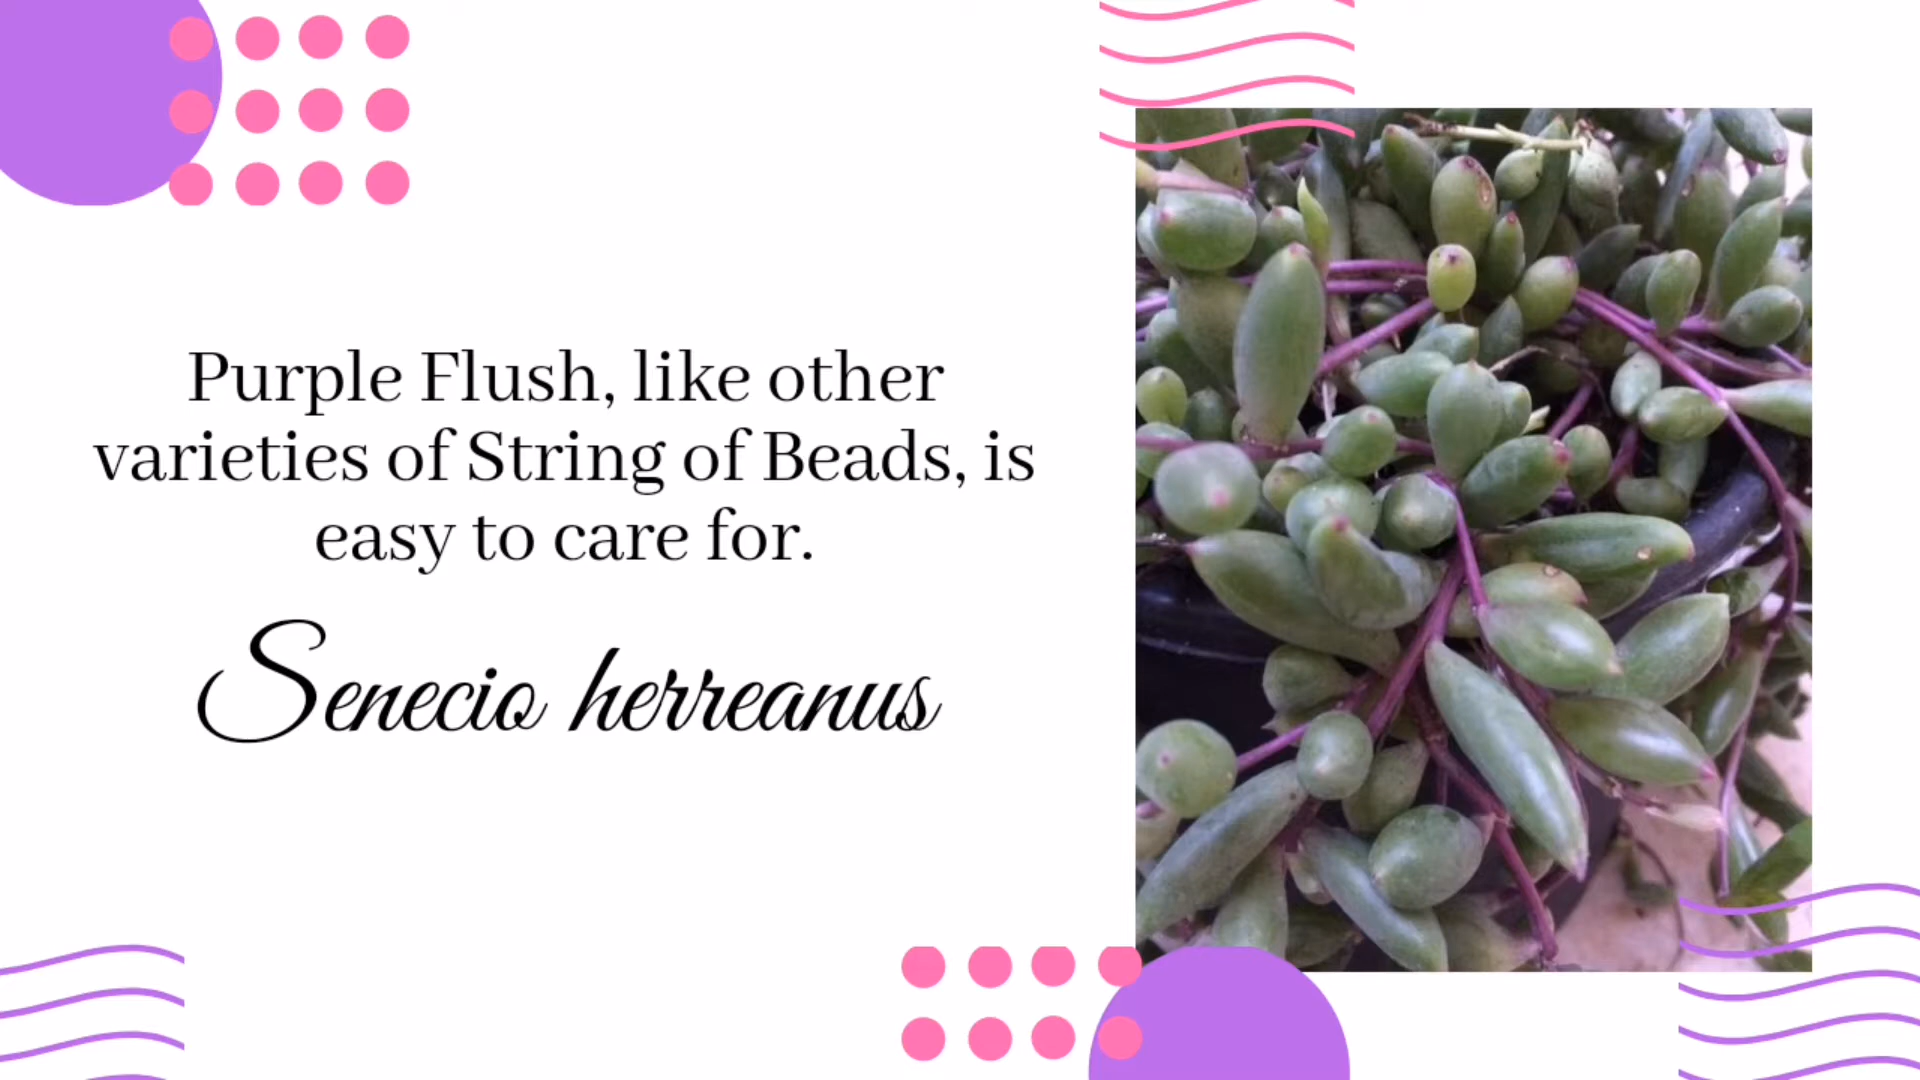 Purple Flush, like other
varieties of String of Beads, is
easy to care for.
Senecio herreanus